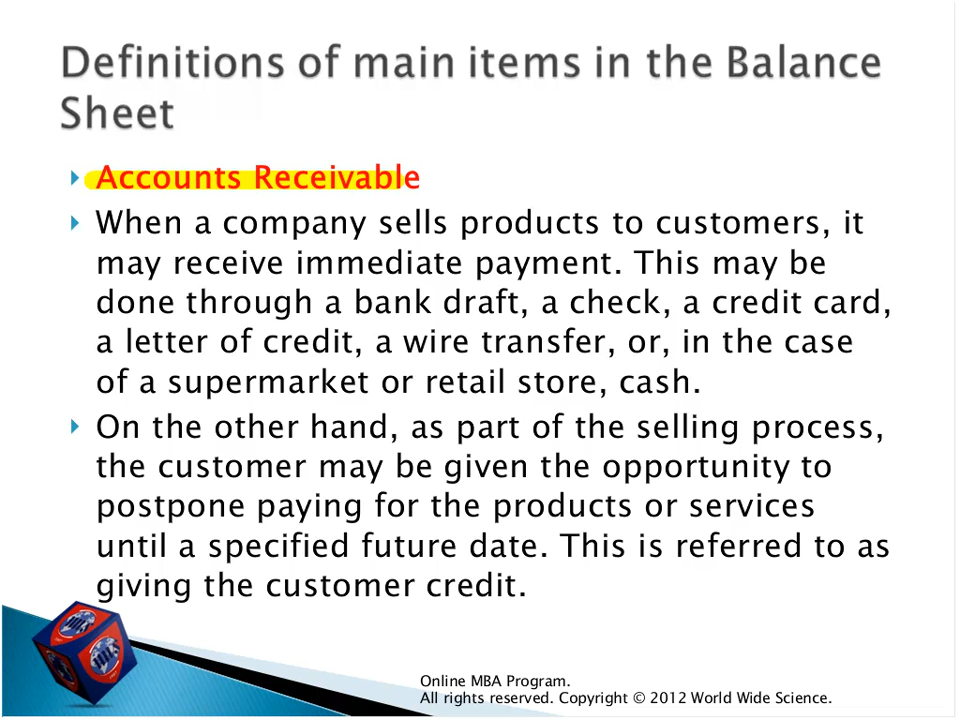 Definitions of main items in the Balance
Sheet
Accounts Receivable
When a company sells products to customers, it
may receive immediate payment. This may be
done through a bank draft, a check, a credit card,
a letter of credit, a wire transfer, or, in the case
of a supermarket or retail store, cash.
On the other hand, as part of the selling process,
the customer may be given the opportunity to
postpone paying for the products or services
until a specified future date. This is referred to as
giving the customer credit.
Online MBA Program.
All rights reserved. Copyright © 2012 World Wide Science.